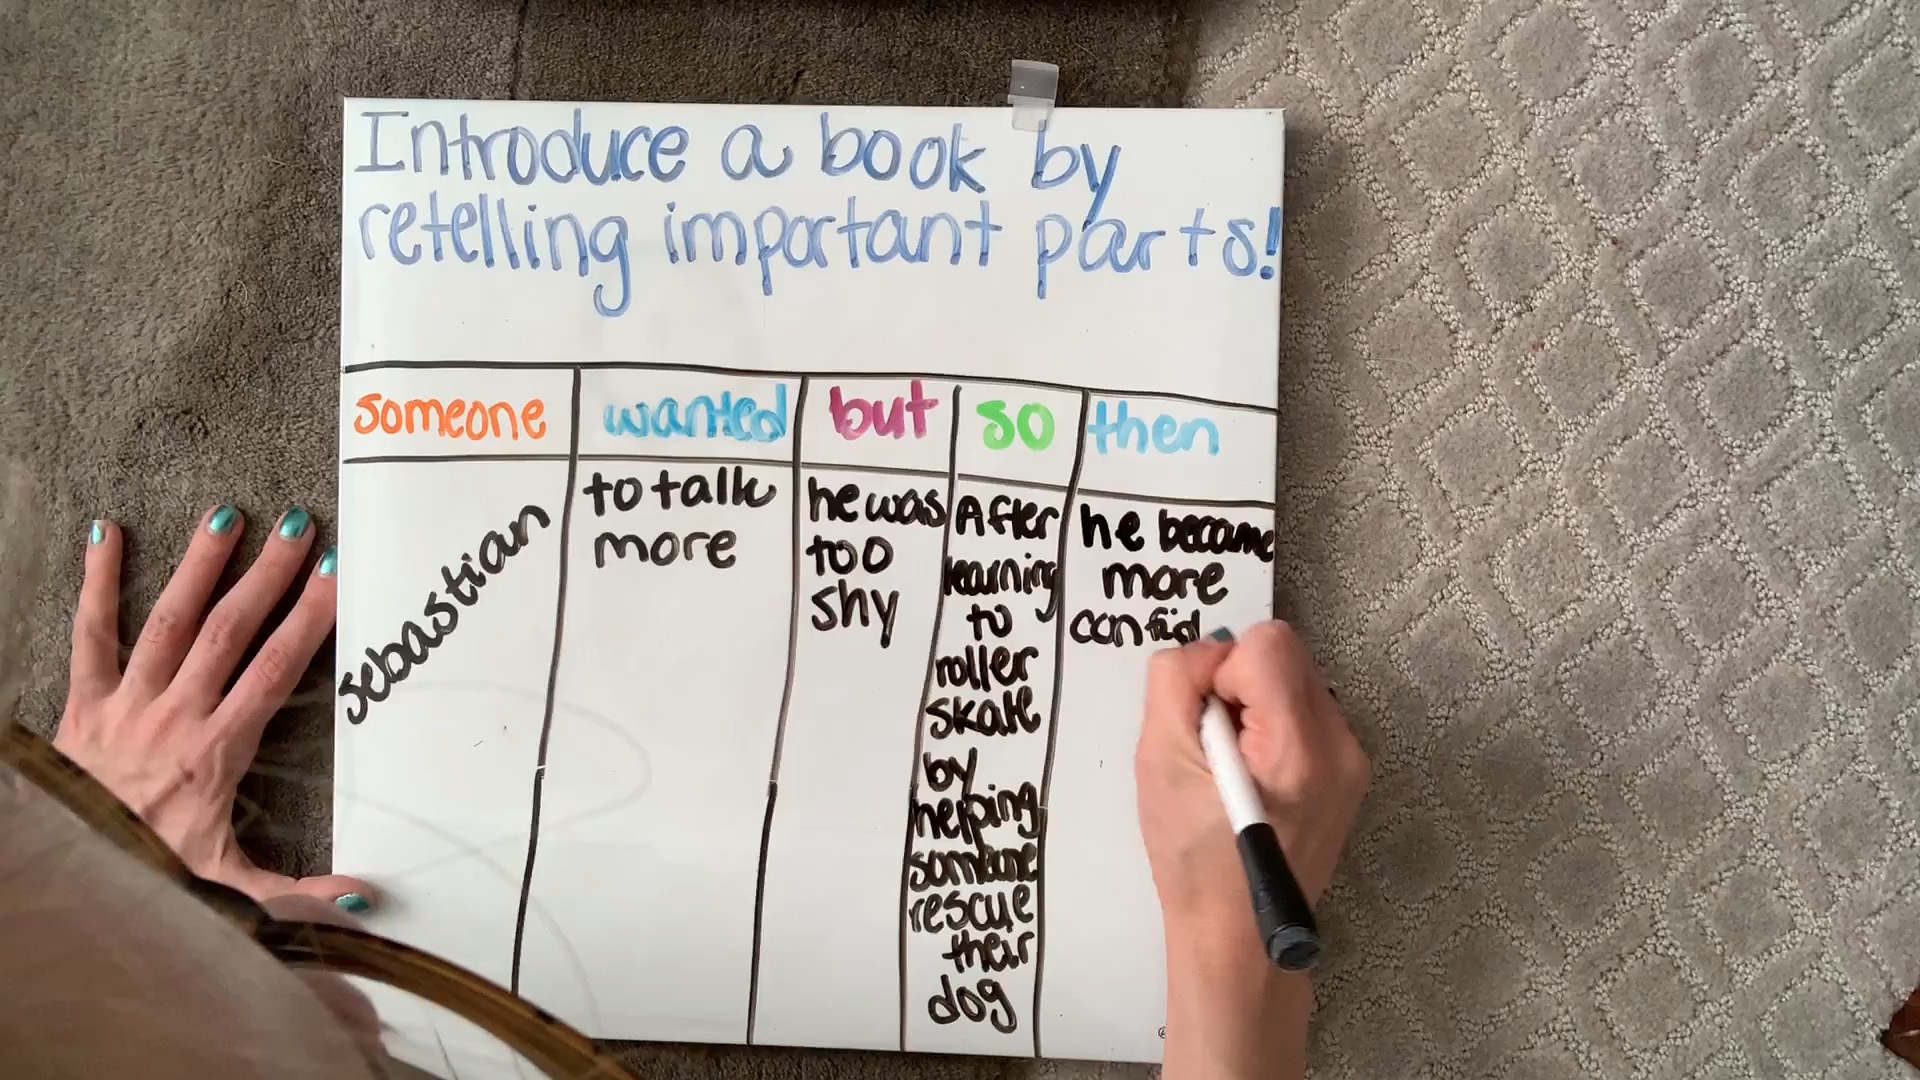 Introduce a book by
retelling important parts!
someone
wanted
but
so
then
sebastian
to talk
more
he was
too
shy
After
learning
to
roller
skate
by
helping
someone
rescue
their
dog
he became
more
confid